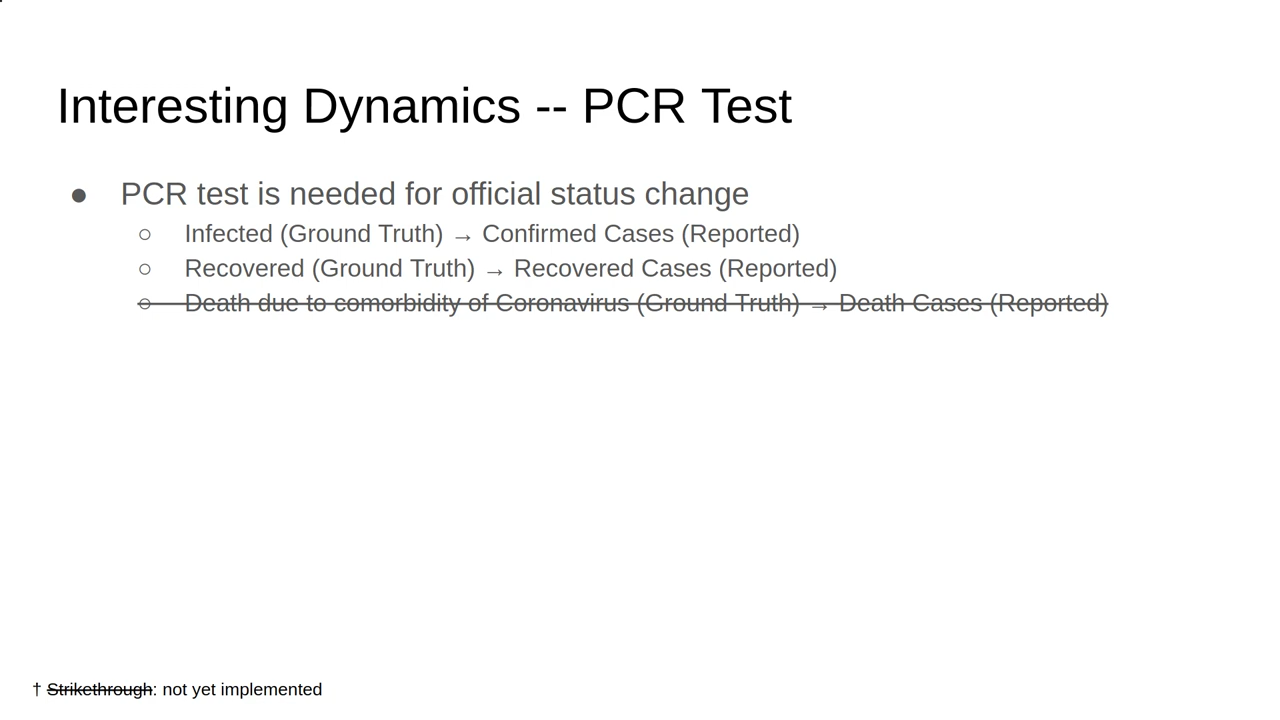 Interesting Dynamics -- PCR Test
● PCR test is needed for official status change
○ Infected (Ground Truth) → Confirmed Cases (Reported)
○ Recovered (Ground Truth) → Recovered Cases (Reported)
○ Death due to comorbidity of Coronavirus (Ground Truth) → Death Cases (Reported)
† Strikethrough: not yet implemented